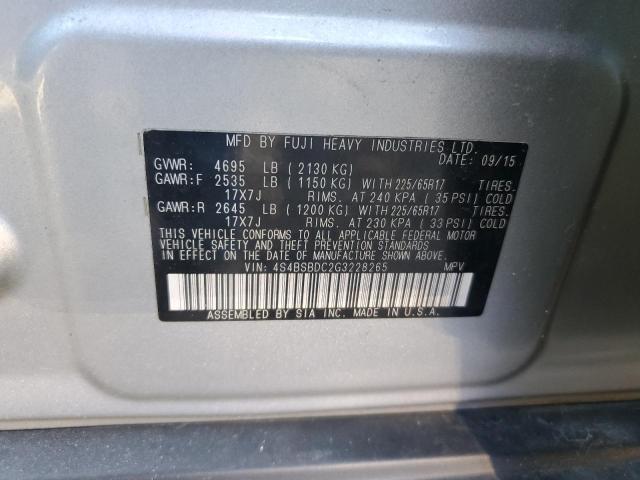 MFD BY FUJI HEAVY INDUSTRIES LTD.
DATE: 09/15
GVWR: 4695 LB ( 2130 KG)
GAWR:F 2535 LB ( 1150 KG) WITH 225/65R17 TIRES.
17X7J RIMS. AT 240 KPA ( 35 PSI) COLD
GAWR:R 2645 LB ( 1200 KG) WITH 225/65R17 TIRES.
17X7J RIMS. AT 230 KPA ( 33 PSI) COLD
THIS VEHICLE CONFORMS TO ALL APPLICABLE FEDERAL MOTOR
VEHICLE SAFETY AND THEFT PREVENTION STANDARDS
IN EFFECT ON THE DATE OF MANUFACTURE SHOWN ABOVE.
VIN: 4S4BSBDC2G3228265 MPV
ASSEMBLED BY SIA INC. MADE IN U.S.A.